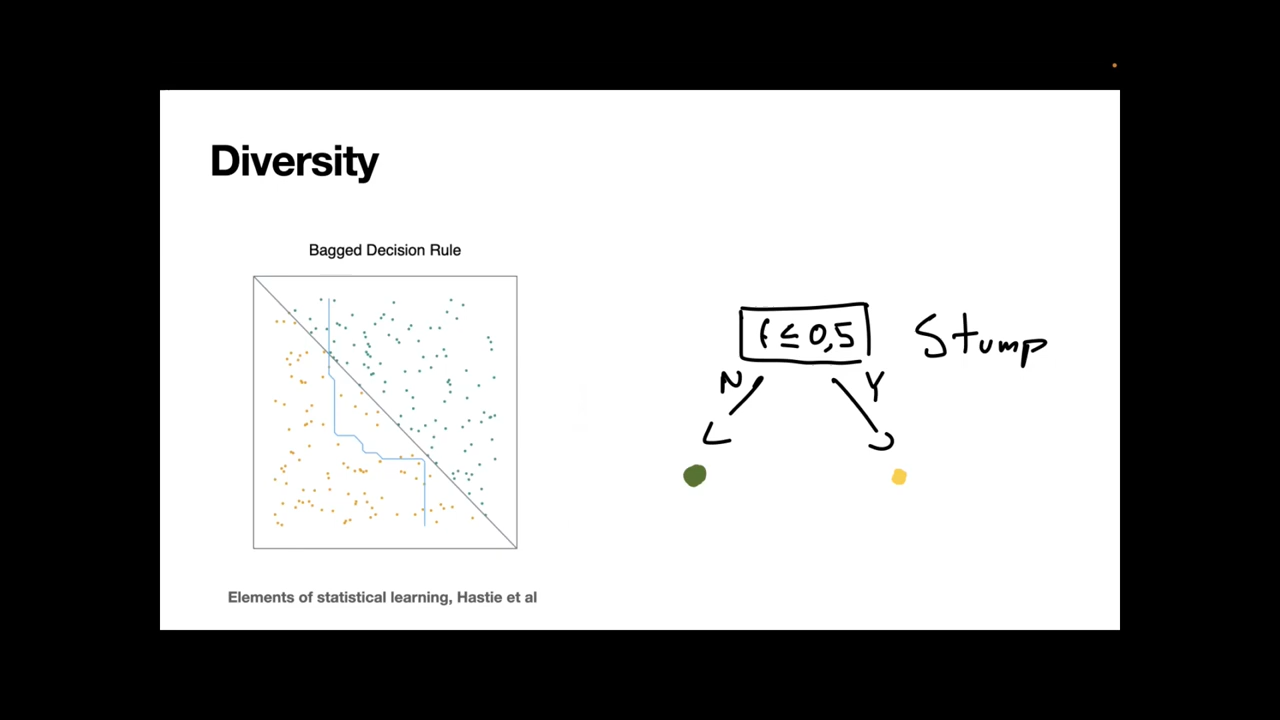 Diversity
Bagged Decision Rule
f ≤ 0,5
Stump
N
Y
Elements of statistical learning, Hastie et al